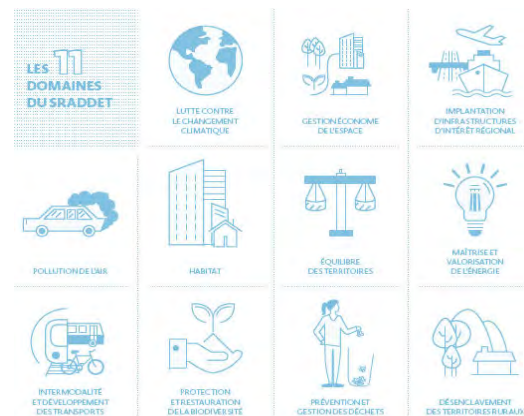 LES 11
DOMAINES
DU SRADDET
LUTTE CONTRE
LE CHANGEMENT
CLIMATIQUE
GESTION ÉCONOME
DE L'ESPACE
IMPLANTATION
D'INFRASTRUCTURES
D'INTÉRÊT RÉGIONAL
POLLUTION DE L'AIR
HABITAT
ÉQUILIBRE
DES TERRITOIRES
MAÎTRISE ET
VALORISATION
DE L'ÉNERGIE
INTERMODALITÉ
ET DÉVELOPPEMENT
DES TRANSPORTS
PROTECTION
ET RESTAURATION
DE LA BIODIVERSITÉ
PRÉVENTION ET
GESTION DES DÉCHETS
DÉSENCLAVEMENT
DES TERRITOIRES RURAUX